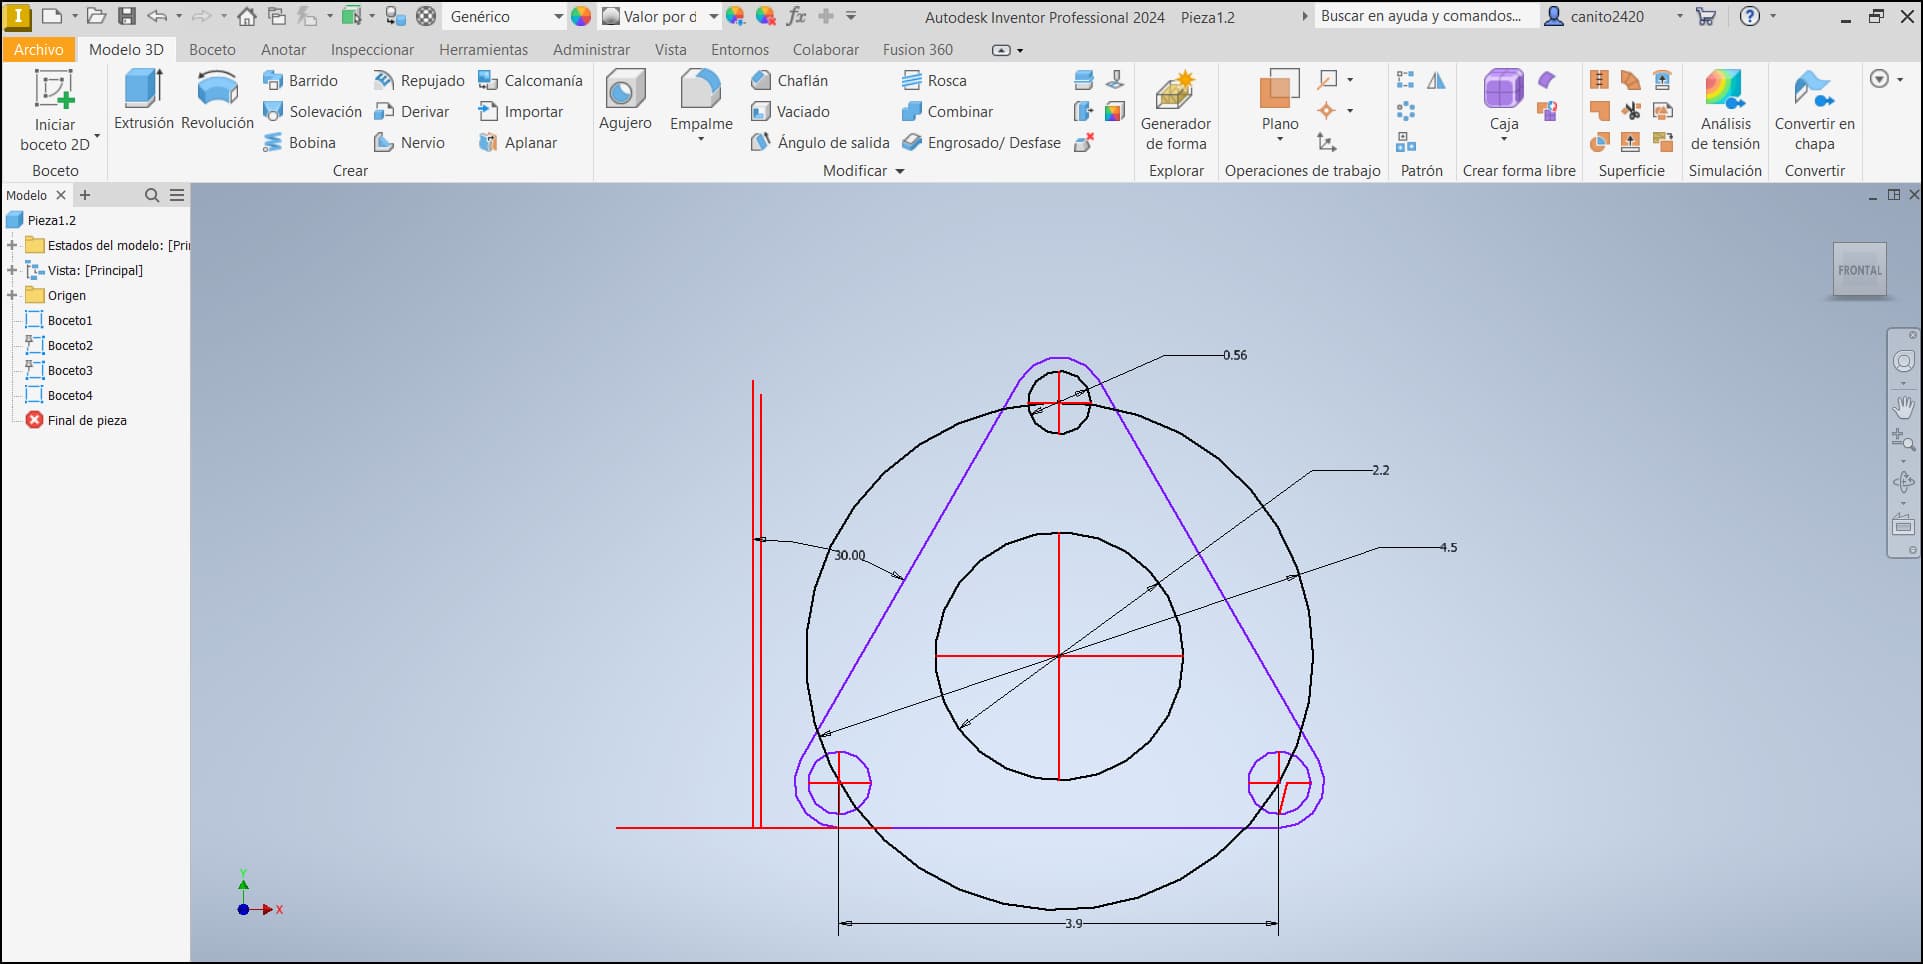 I Genérico Valor por d fx Autodesk Inventor Professional 2024 Pieza1.2 Buscar en ayuda y comandos... canito2420 ?
Archivo Modelo 3D Boceto Anotar Inspeccionar Herramientas Administrar Vista Entornos Colaborar Fusion 360
Iniciar
boceto 2D
Boceto
Extrusión
Revolución
Barrido
Solevación
Bobina
Repujado
Derivar
Nervio
Calcomanía
Importar
Aplanar
Crear
Agujero
Empalme
Chaflán
Vaciado
Ángulo de salida
Rosca
Combinar
Engrosado/ Desfase
Modificar
Generador
de forma
Explorar
Plano
Operaciones de trabajo
Patrón
Caja
Crear forma libre
Superficie
Análisis
de tensión
Simulación
Convertir en
chapa
Convertir
Modelo
Pieza1.2
Estados del modelo: [Pri
Vista: [Principal]
Origen
Boceto1
Boceto2
Boceto3
Boceto4
Final de pieza
FRONTAL
0.56
2.2
4.5
30.00
3.9
Y
X